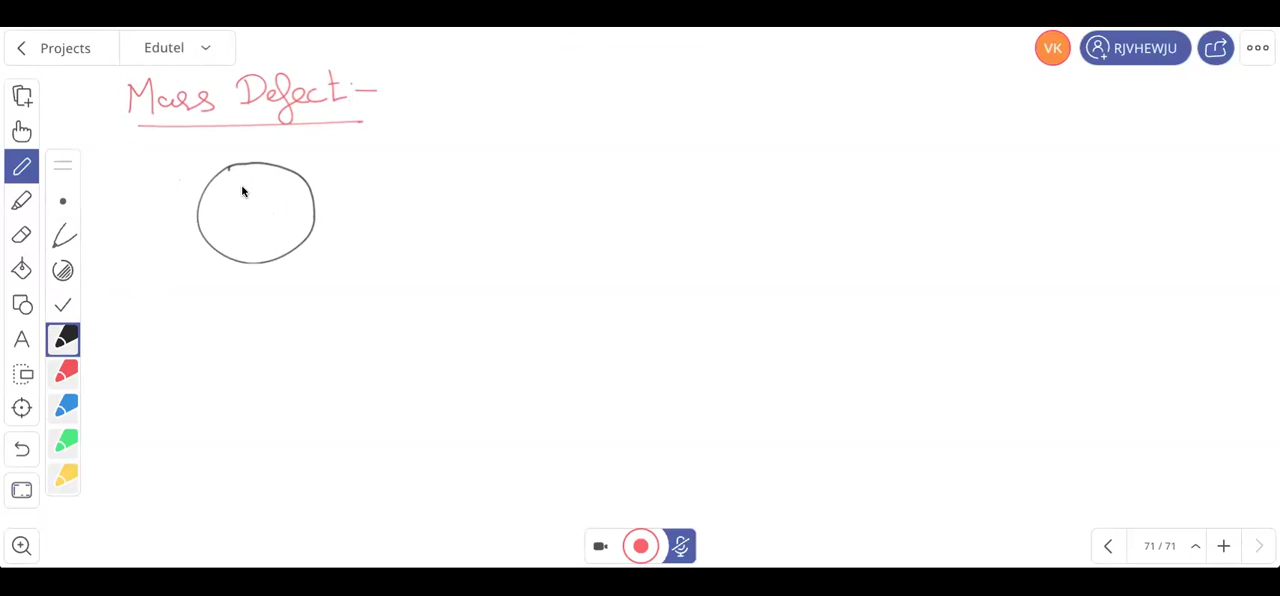 Projects
Edutel
VK
RJVHEWJU
Mass Defect:-
A
71 / 71